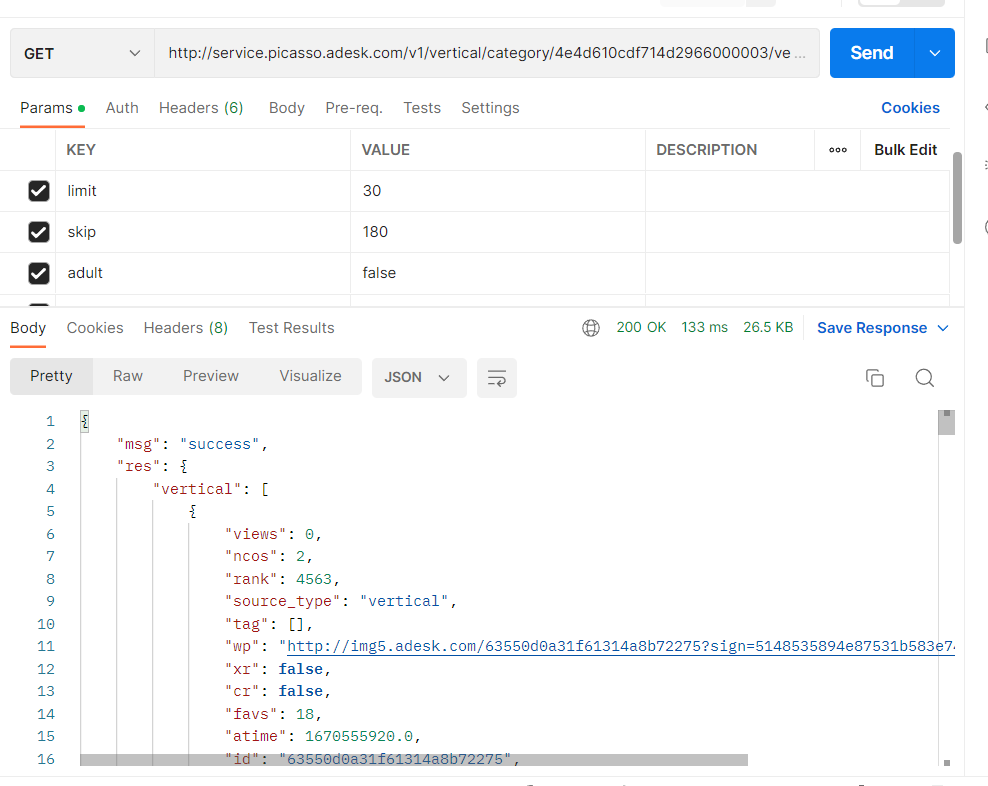 GET http://service.picasso.adesk.com/v1/vertical/category/4e4d610cdf714d2966000003/ve ... Send
Params Auth Headers (6) Body Pre-req. Tests Settings Cookies
KEY VALUE DESCRIPTION ooo Bulk Edit
limit 30
skip 180
adult false
Body Cookies Headers (8) Test Results 200 OK 133 ms 26.5 KB Save Response
Pretty Raw Preview Visualize JSON
1 {
2 "msg": "success",
3 "res": {
4 "vertical": [
5 {
6 "views": 0,
7 "ncos": 2,
8 "rank": 4563,
9 "source_type": "vertical",
10 "tag": [],
11 "wp": "http://img5.adesk.com/63550d0a31f61314a8b72275?sign=5148535894e87531b583e74
12 "xr": false,
13 "cr": false,
14 "favs": 18,
15 "atime": 1670555920.0,
16 "id": "63550d0a31f61314a8b72275",